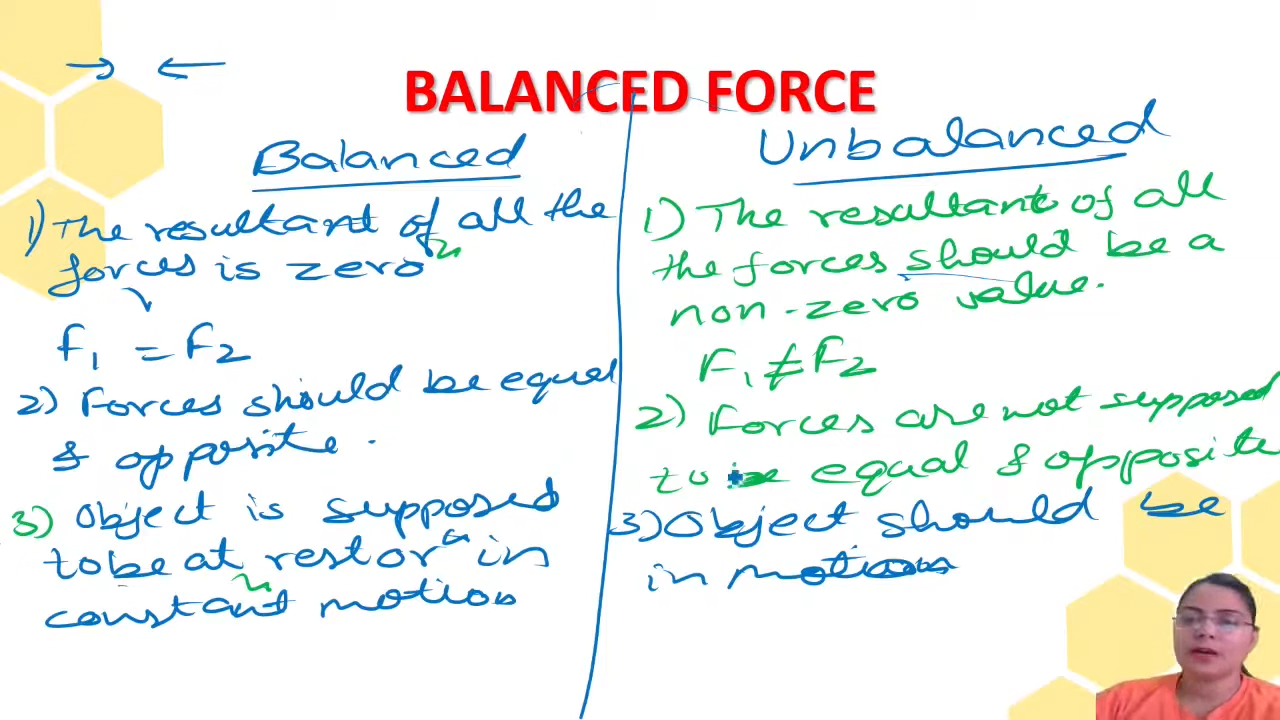 BALANCED FORCE
Balanced
1) The resultant of all the
forces is zero
F1 = F2
2) Forces should be equal
& opposite.
3) Object is supposed
to be at rest or in
constant motion
Unbalanced
1) The resultant of all
the forces should be a
non-zero value.
F1 ≠ F2
2) Forces are not supposed
to be equal & opposite
3) Object should be
in motion